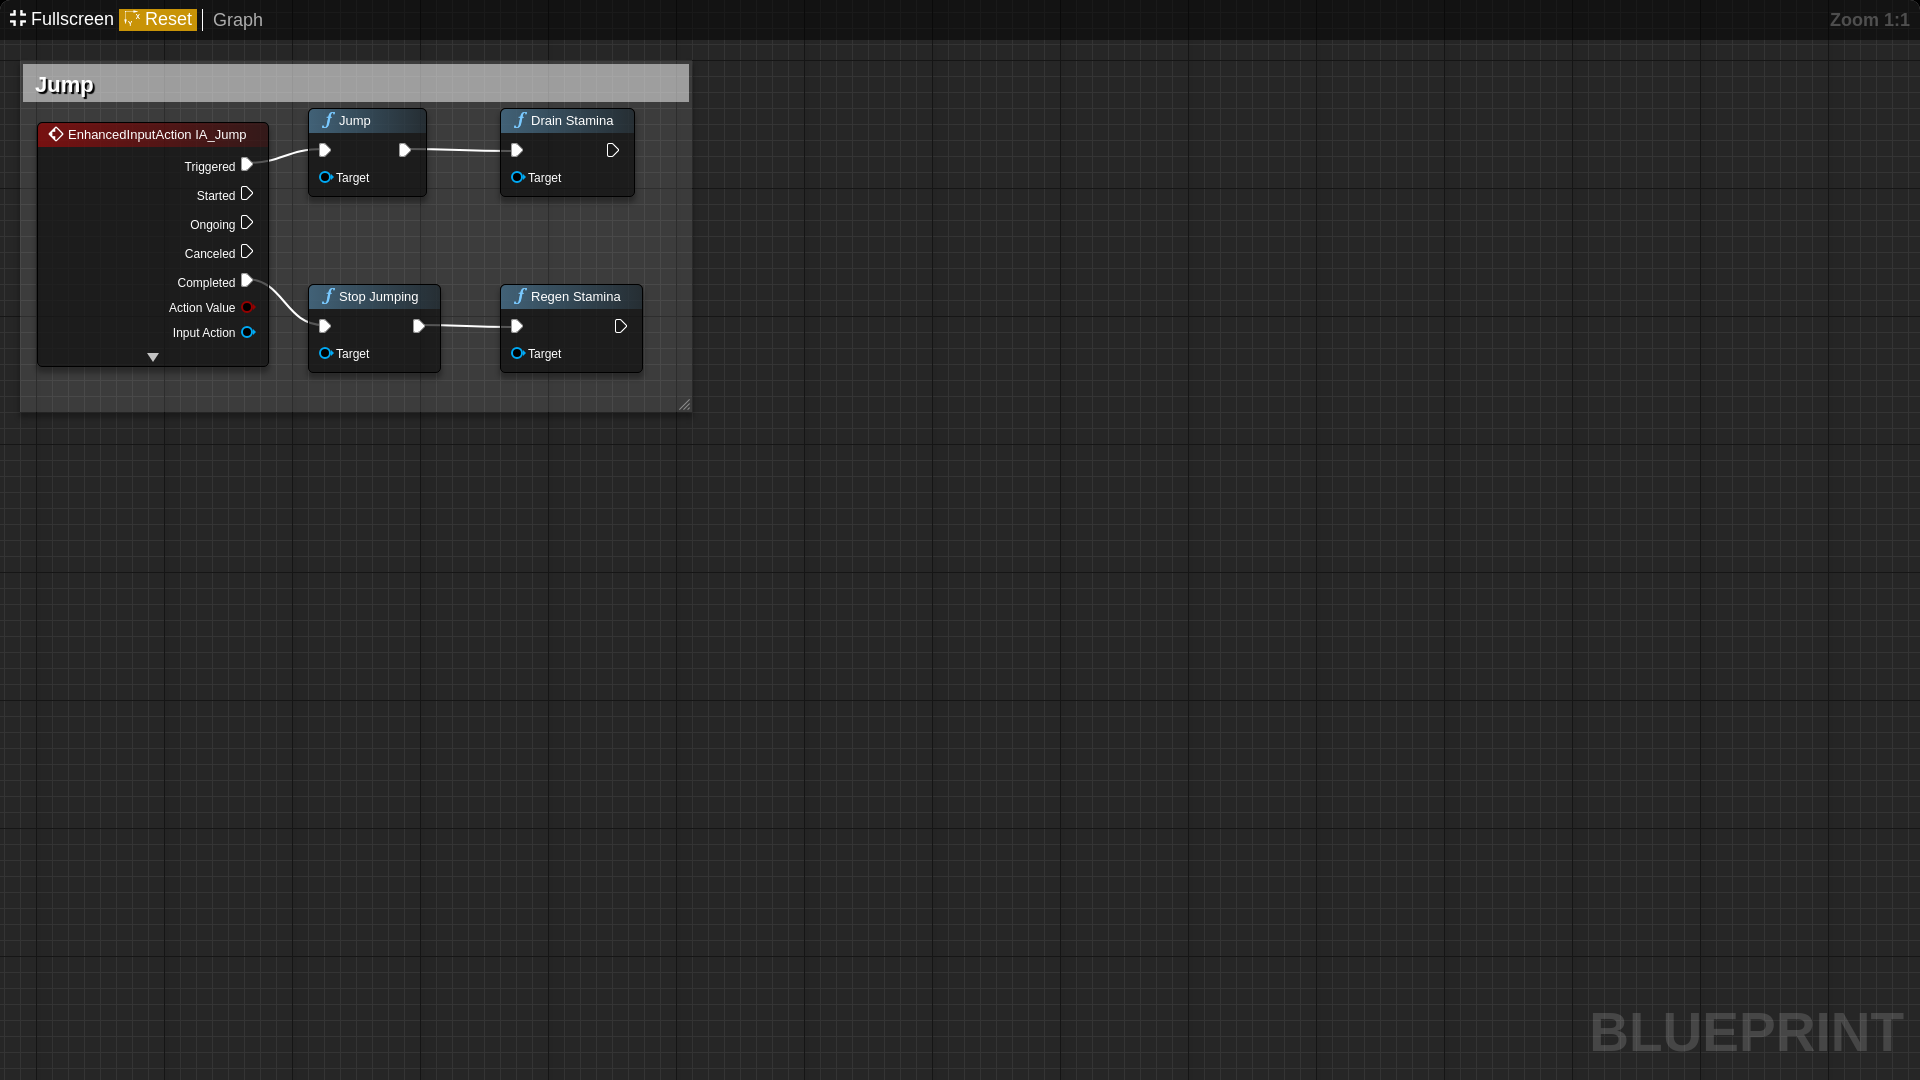 Fullscreen Reset Graph Zoom 1:1
Jump
EnhancedInputAction IA_Jump
Triggered
Started
Ongoing
Canceled
Completed
Action Value
Input Action
Jump
Target
Drain Stamina
Target
Stop Jumping
Target
Regen Stamina
Target
BLUEPRINT